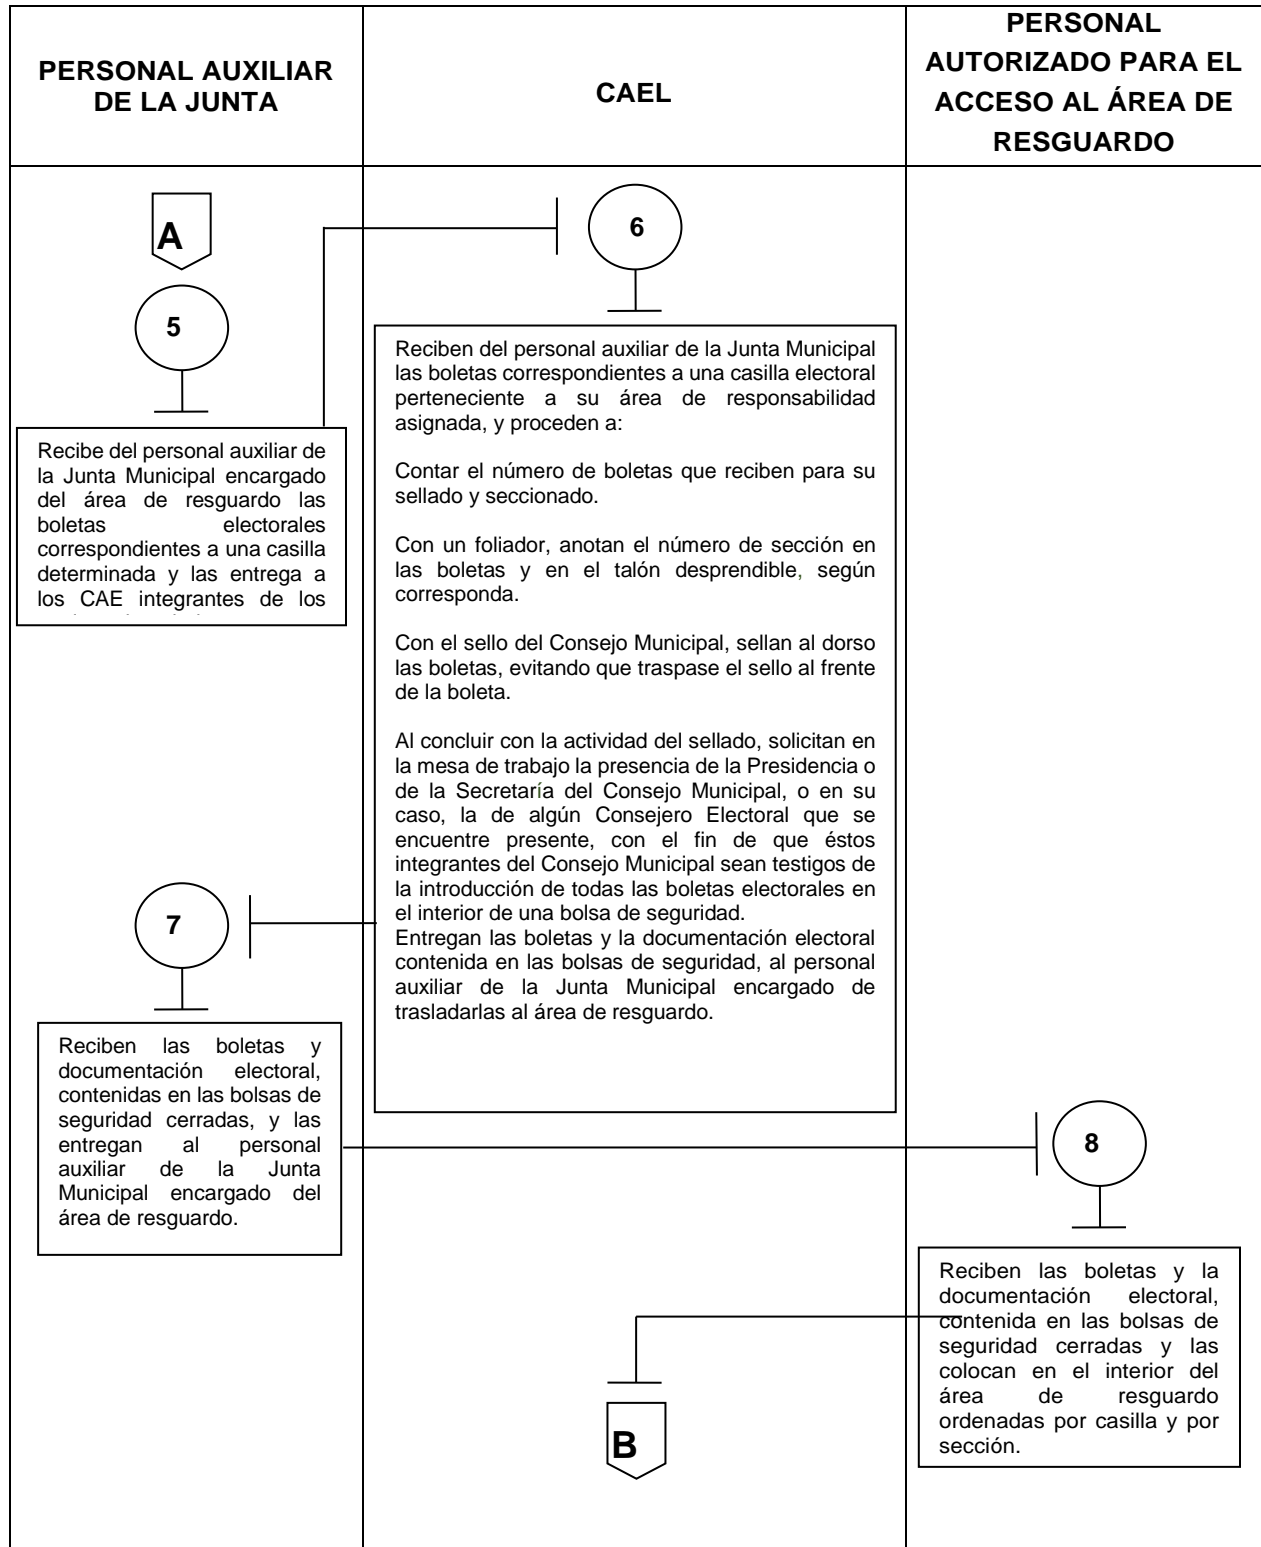 PERSONAL AUXILIAR
DE LA JUNTA
CAEL
PERSONAL
AUTORIZADO PARA EL
ACCESO AL ÁREA DE
RESGUARDO
A
5
Recibe del personal auxiliar de
la Junta Municipal encargado
del área de resguardo las
boletas electorales
correspondientes a una casilla
determinada y las entrega a
los CAE integrantes de los
6
Reciben del personal auxiliar de la Junta Municipal
las boletas correspondientes a una casilla electoral
perteneciente a su área de responsabilidad
asignada, y proceden a:
Contar el número de boletas que reciben para su
sellado y seccionado.
Con un foliador, anotan el número de sección en
las boletas y en el talón desprendible, según
corresponda.
Con el sello del Consejo Municipal, sellan al dorso
las boletas, evitando que traspase el sello al frente
de la boleta.
Al concluir con la actividad del sellado, solicitan en
la mesa de trabajo la presencia de la Presidencia o
de la Secretaría del Consejo Municipal, o en su
caso, la de algún Consejero Electoral que se
encuentre presente, con el fin de que éstos
integrantes del Consejo Municipal sean testigos de
la introducción de todas las boletas electorales en
el interior de una bolsa de seguridad.
Entregan las boletas y la documentación electoral
contenida en las bolsas de seguridad, al personal
auxiliar de la Junta Municipal encargado de
trasladarlas al área de resguardo.
7
Reciben las boletas y
documentación electoral,
contenidas en las bolsas de
seguridad cerradas, y las
entregan al personal
auxiliar de la Junta
Municipal encargado del
área de resguardo.
8
Reciben las boletas y la
documentación electoral,
contenida en las bolsas de
seguridad cerradas y las
colocan en el interior del
área de resguardo
ordenadas por casilla y por
sección.
B